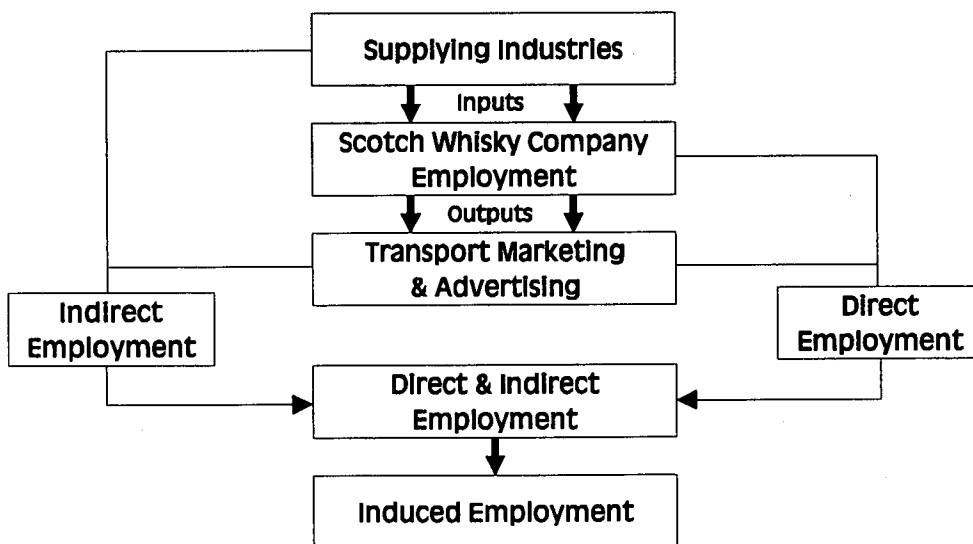 Supplying Industries
Inputs
Scotch Whisky Company
Employment
Outputs
Transport Marketing
& Advertising
Indirect
Employment
Direct
Employment
Direct & Indirect
Employment
Induced Employment